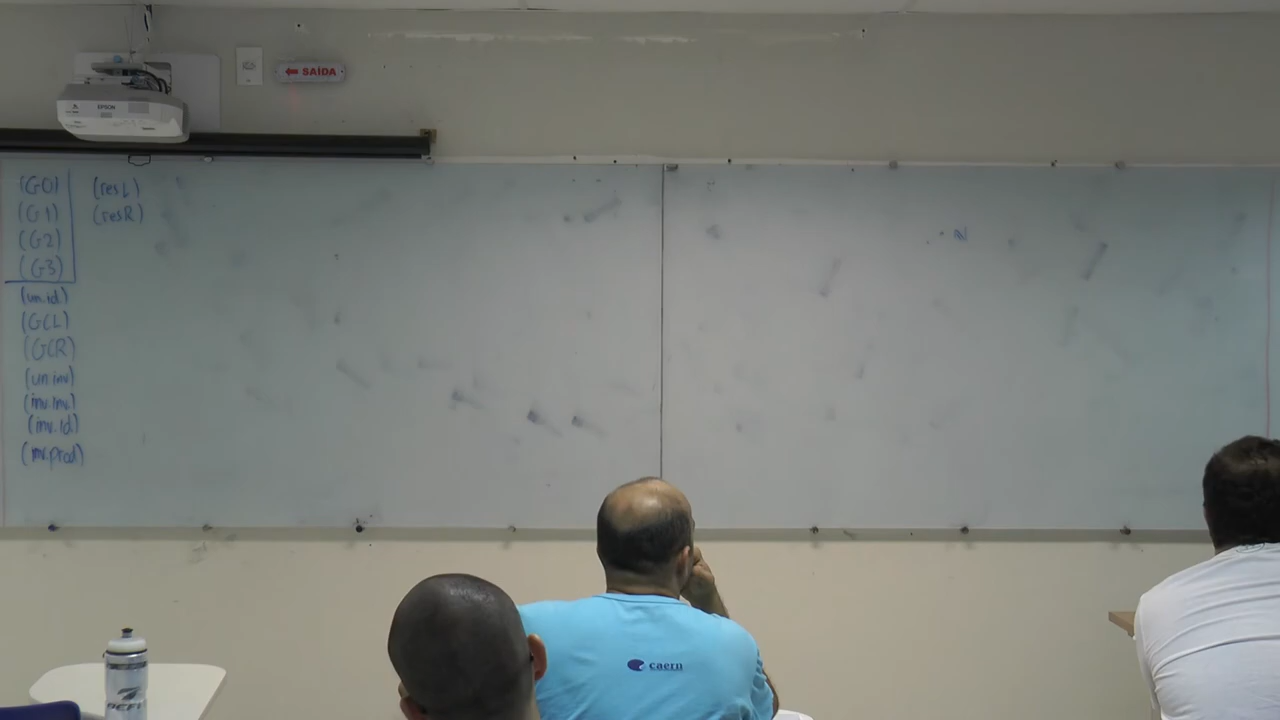 EPSON
SAÍDA
(G0) (resL)
(G1) (resR)
(G2)
(G3)
(un.id)
(GCL)
(GCR)
(un.inv)
(inv.inv)
(inv.id)
(inv.prod)
N
caern